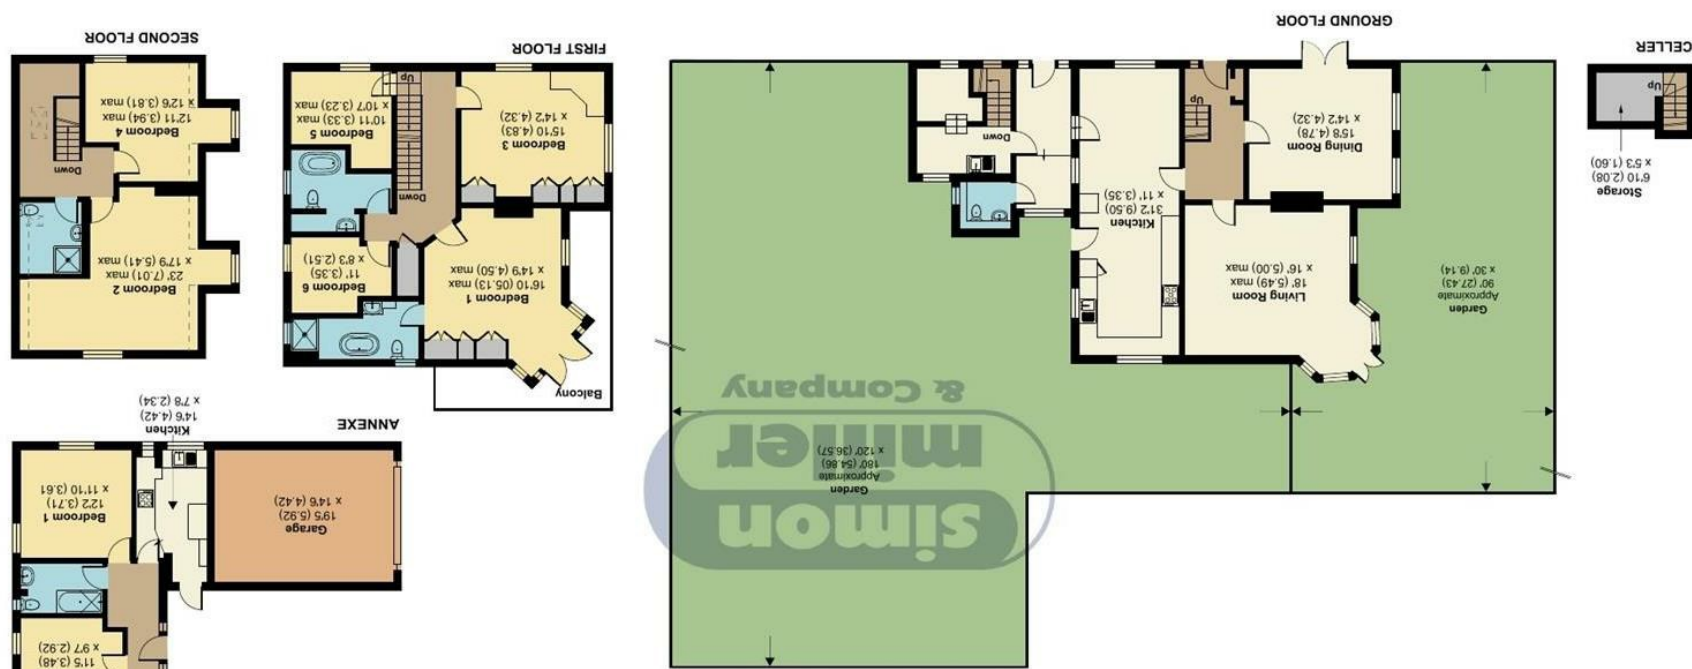 CELLER
Up
Storage
6'10 (2.08)
x 5'3 (1.60)
GROUND FLOOR
Dining Room
15'8 (4.78)
x 14'2 (4.32)
Up
Living Room
18' (5.49) max
x 16' (5.00) max
Kitchen
31'2 (9.50)
x 11' (3.35)
Down
Garden
Approximate
90' (27.43)
x 30' (9.14)
Garden
Approximate
180' (54.86)
x 120' (36.57)
simon
miller
& Company
FIRST FLOOR
Bedroom 3
15'10 (4.83)
x 14'2 (4.32)
Up
Bedroom 5
10'11 (3.33) max
x 10'7 (3.23) max
Down
Bedroom 1
16'10 (05.13) max
x 14'9 (4.50) max
Bedroom 6
11' (3.35)
x 8'3 (2.51)
Balcony
SECOND FLOOR
Bedroom 4
12'11 (3.94) max
x 12'6 (3.81) max
Down
Bedroom 2
23' (7.01) max
x 17'9 (5.41) max
ANNEXE
Kitchen
14'6 (4.42)
x 7'8 (2.34)
Garage
19'5 (5.92)
x 14'6 (4.42)
Bedroom 1
12'2 (3.71)
x 11'10 (3.61
11'5 (3.48)
x 9'7 (2.92)